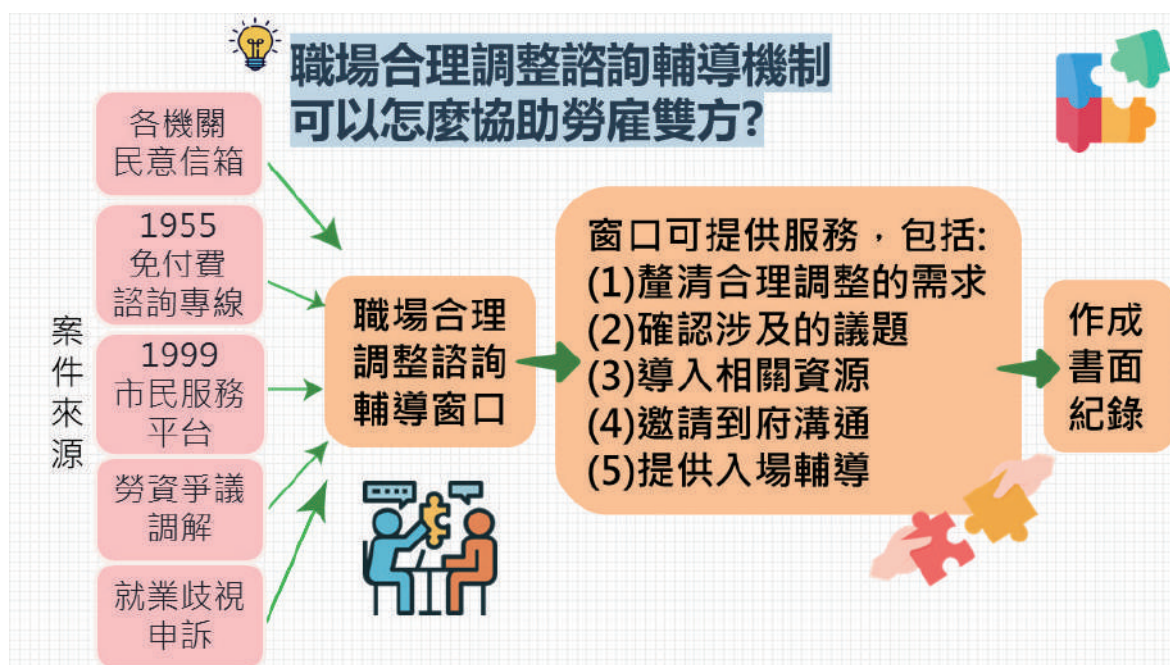 職場合理調整諮詢輔導機制
可以怎麼協助勞雇雙方?
案件來源
各機關
民意信箱
1955
免付費
諮詢專線
1999
市民服務
平台
勞資爭議
調解
就業歧視
申訴
職場合理
調整諮詢
輔導窗口
窗口可提供服務，包括:
(1)釐清合理調整的需求
(2)確認涉及的議題
(3)導入相關資源
(4)邀請到府溝通
(5)提供入場輔導
作成
書面
紀錄